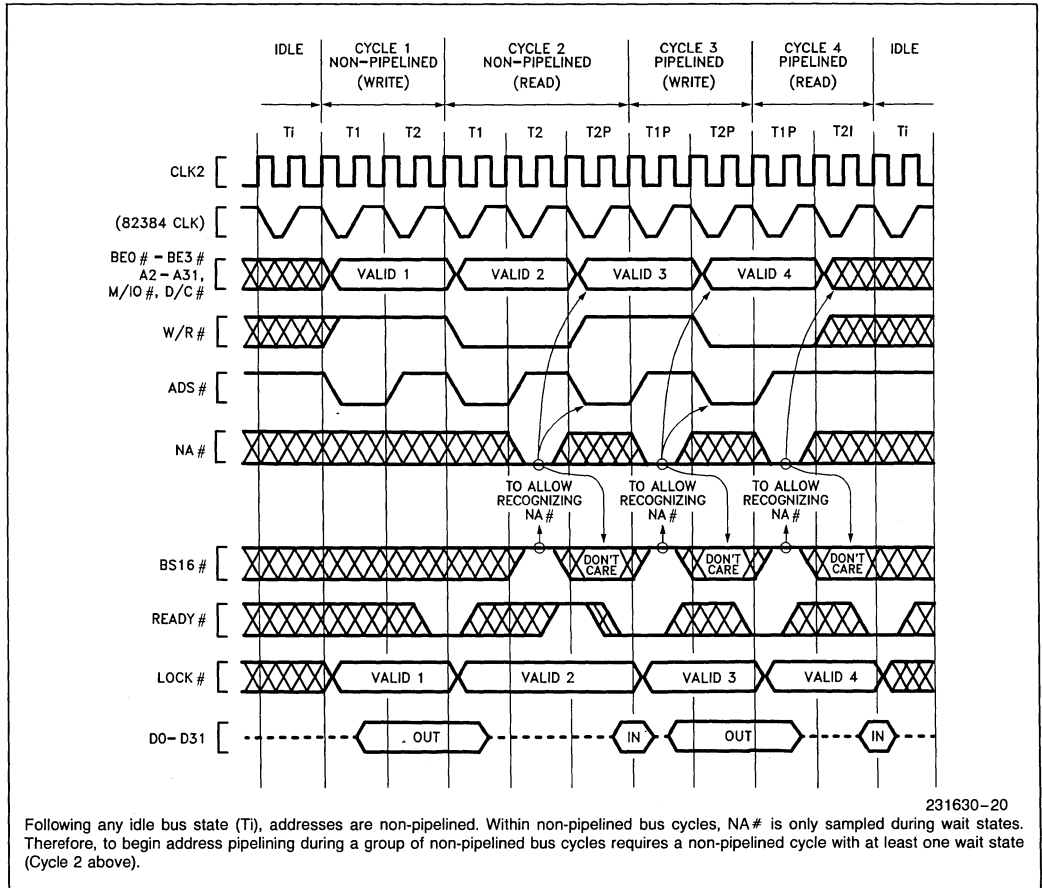 IDLE
CYCLE 1
NON-PIPELINED
(WRITE)
CYCLE 2
NON-PIPELINED
(READ)
CYCLE 3
PIPELINED
(WRITE)
CYCLE 4
PIPELINED
(READ)
IDLE
Ti T1 T2 T1 T2 T2P T1P T2P T1P T2I Ti
CLK2
(82384 CLK)
BE0 # - BE3 #
A2 - A31,
M/IO #, D/C #
VALID 1 VALID 2 VALID 3 VALID 4
W/R #
ADS #
NA #
TO ALLOW
RECOGNIZING
NA #
TO ALLOW
RECOGNIZING
NA #
TO ALLOW
RECOGNIZING
NA #
BS16 #
DON'T
CARE
DON'T
CARE
DON'T
CARE
READY #
LOCK #
VALID 1 VALID 2 VALID 3 VALID 4
D0 - D31
OUT IN OUT IN
231630-20
Following any idle bus state (Ti), addresses are non-pipelined. Within non-pipelined bus cycles, NA# is only sampled during wait states.
Therefore, to begin address pipelining during a group of non-pipelined bus cycles requires a non-pipelined cycle with at least one wait state
(Cycle 2 above).